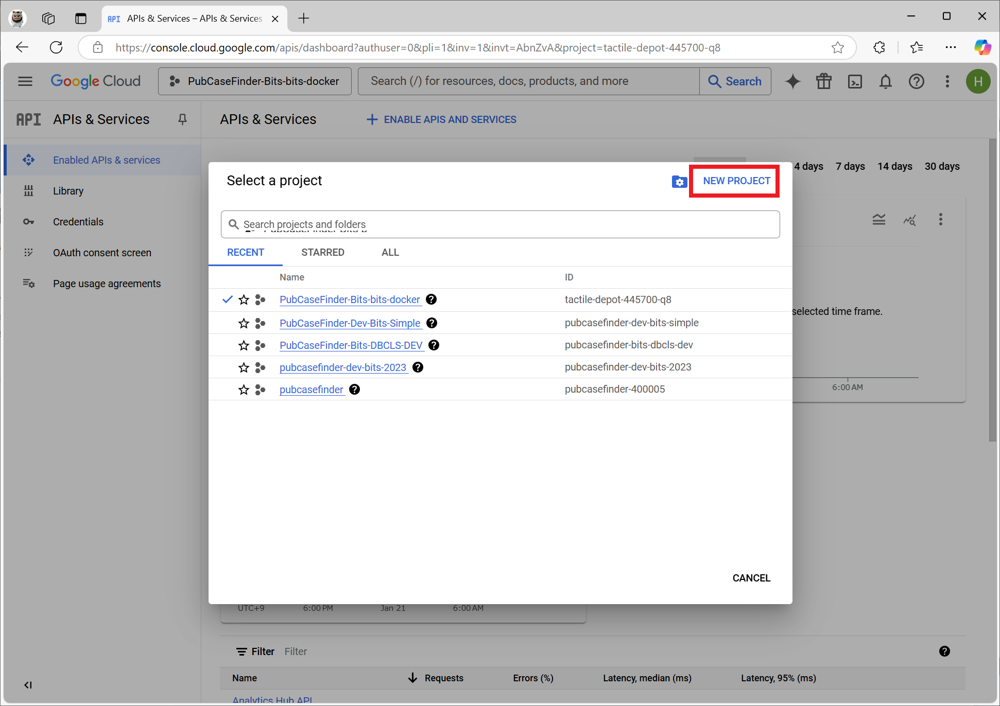 API APIs & Services – APIs & Services
https://console.cloud.google.com/apis/dashboard?authuser=0&pli=1&inv=1&invt=AbnZvA&project=tactile-depot-445700-q8
Google Cloud PubCaseFinder-Bits-bits-docker Search (/) for resources, docs, products, and more Search H
API APIs & Services APIs & Services ENABLE APIS AND SERVICES
Enabled APIs & services
Library
Credentials
OAuth consent screen
Page usage agreements
4 days 7 days 14 days 30 days
Select a project NEW PROJECT
Search projects and folders
PubCaseFinder-Bits-b
RECENT STARRED ALL
Name ID
PubCaseFinder-Bits-bits-docker tactile-depot-445700-q8
PubCaseFinder-Dev-Bits-Simple pubcasefinder-dev-bits-simple
PubCaseFinder-Bits-DBCLS-DEV pubcasefinder-bits-dbcls-dev
pubcasefinder-dev-bits-2023 pubcasefinder-dev-bits-2023
pubcasefinder pubcasefinder-400005
selected time frame.
6:00 AM
CANCEL
UTC+9 6:00 PM Jan 21 6:00 AM
Filter Filter
Name Requests Errors (%) Latency, median (ms) Latency, 95% (ms)
Analytics Hub API